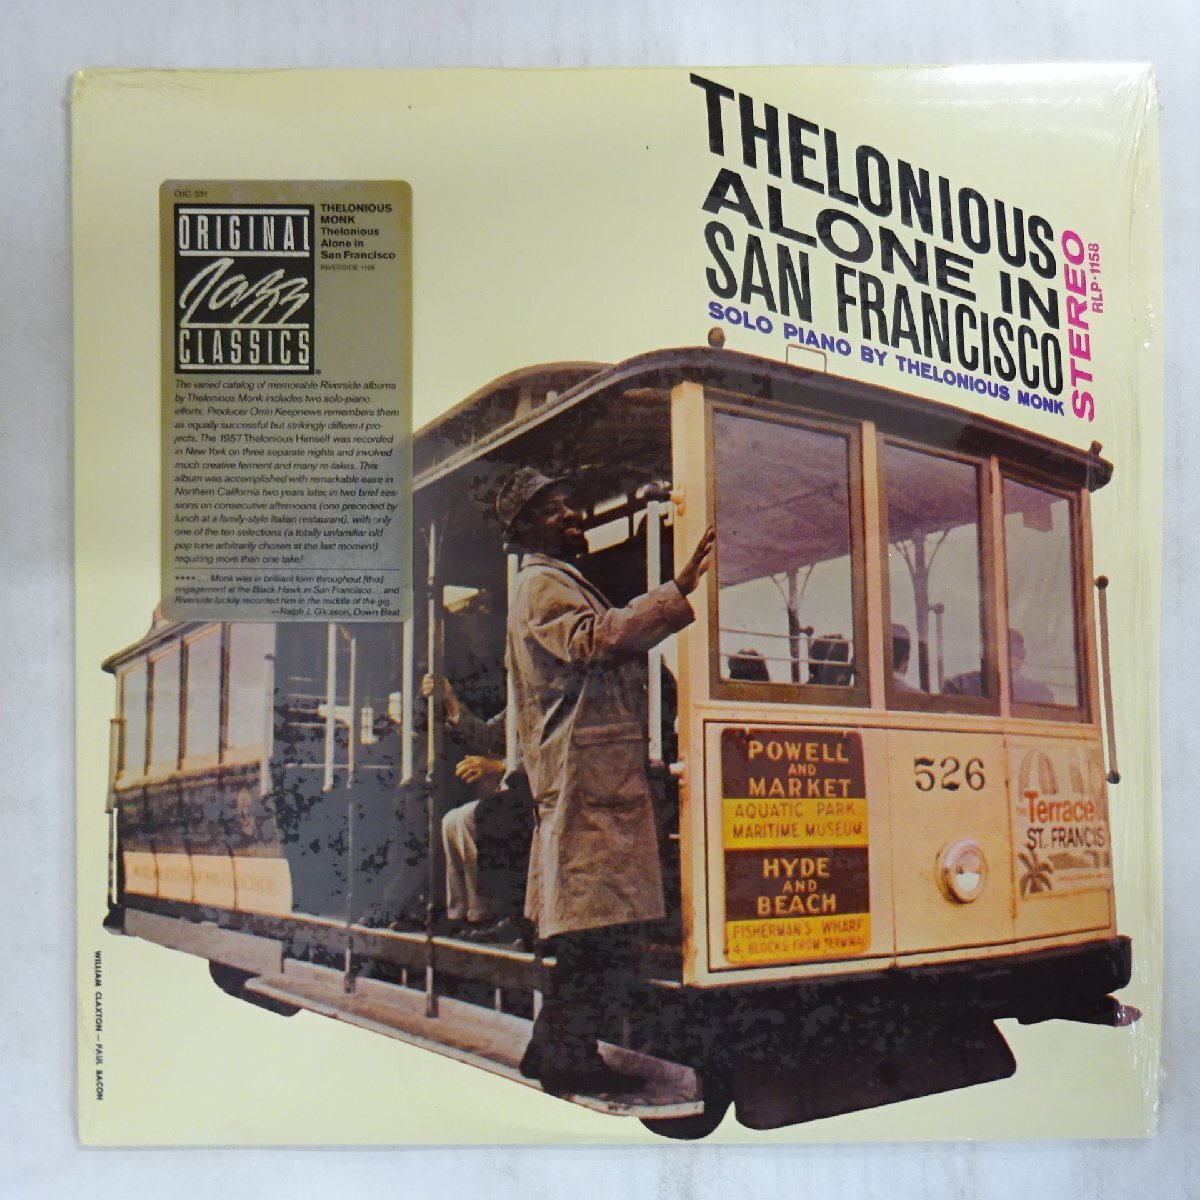 THELONIOUS
ALONE IN
SAN FRANCISCO
SOLO PIANO BY THELONIOUS MONK
STEREO
RLP-1158
OJC-231
ORIGINAL
Jazz
CLASSICS
THELONIOUS
MONK
Thelonious
Alone in
San Francisco
RIVERSIDE 1158
The varied catalog of memorable Riverside albums
by Thelonious Monk includes two solo-piano
efforts. Producer Orrin Keepnews remembers them
as equally successful but strikingly different pro-
jects. The 1957 Thelonious Himself was recorded
in New York on three separate nights and involved
much creative ferment and many re-takes. This
album was accomplished with remarkable ease in
Northern California two years later, in two brief ses-
sions on consecutive afternoons (one preceded by
lunch at a family-style Italian restaurant), with only
one of the ten selections (a totally unfamiliar old
pop tune arbitrarily chosen at the last moment)
requiring more than one take!
**** ... Monk was in brilliant form throughout [this]
engagement at the Black Hawk in San Francisco ... and
Riverside luckily recorded him in the middle of the gig.
—Ralph J. Gleason, Down Beat
POWELL
AND
MARKET
AQUATIC PARK
MARITIME MUSEUM
HYDE
AND
BEACH
FISHERMAN'S WHARF
4 BLOCKS FROM TERMINAL
526
Terrace
ST. FRANCIS
WILLIAM CLAXTON — PAUL BACON